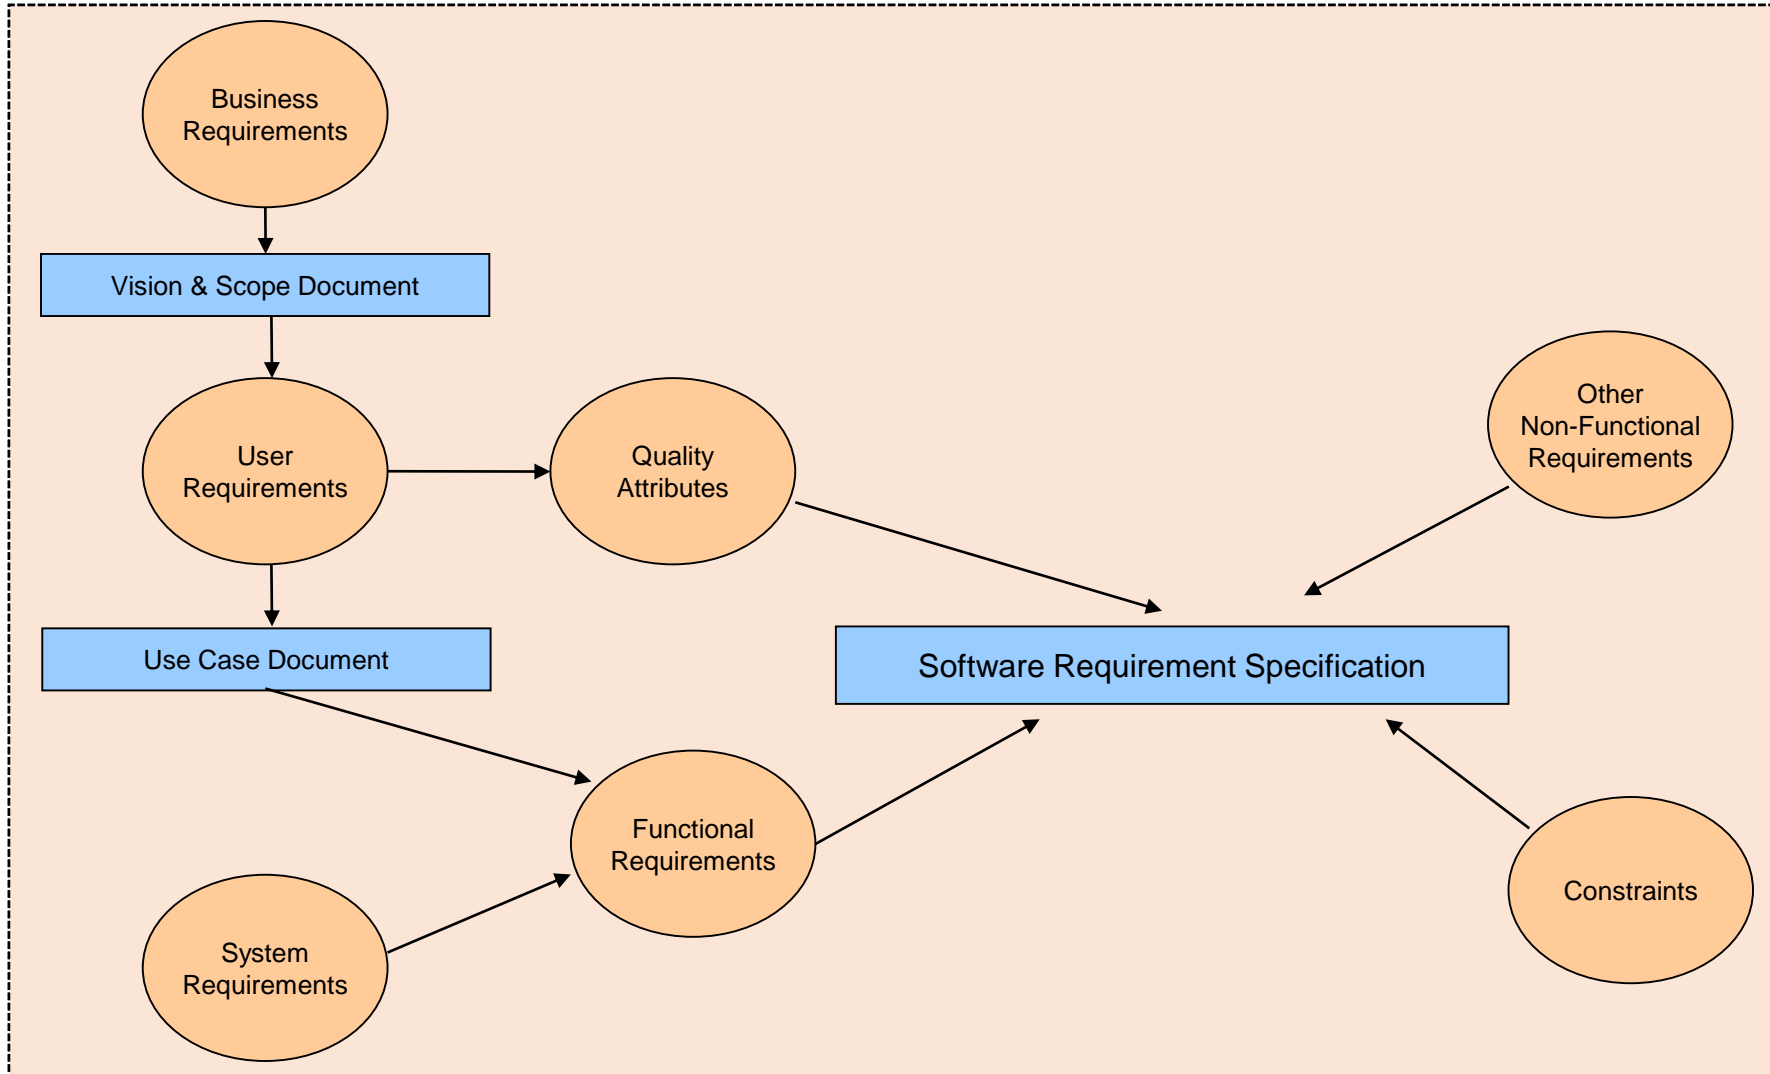 Business
Requirements
Vision & Scope Document
User
Requirements
Quality
Attributes
Other
Non-Functional
Requirements
Use Case Document
Software Requirement Specification
Functional
Requirements
Constraints
System
Requirements